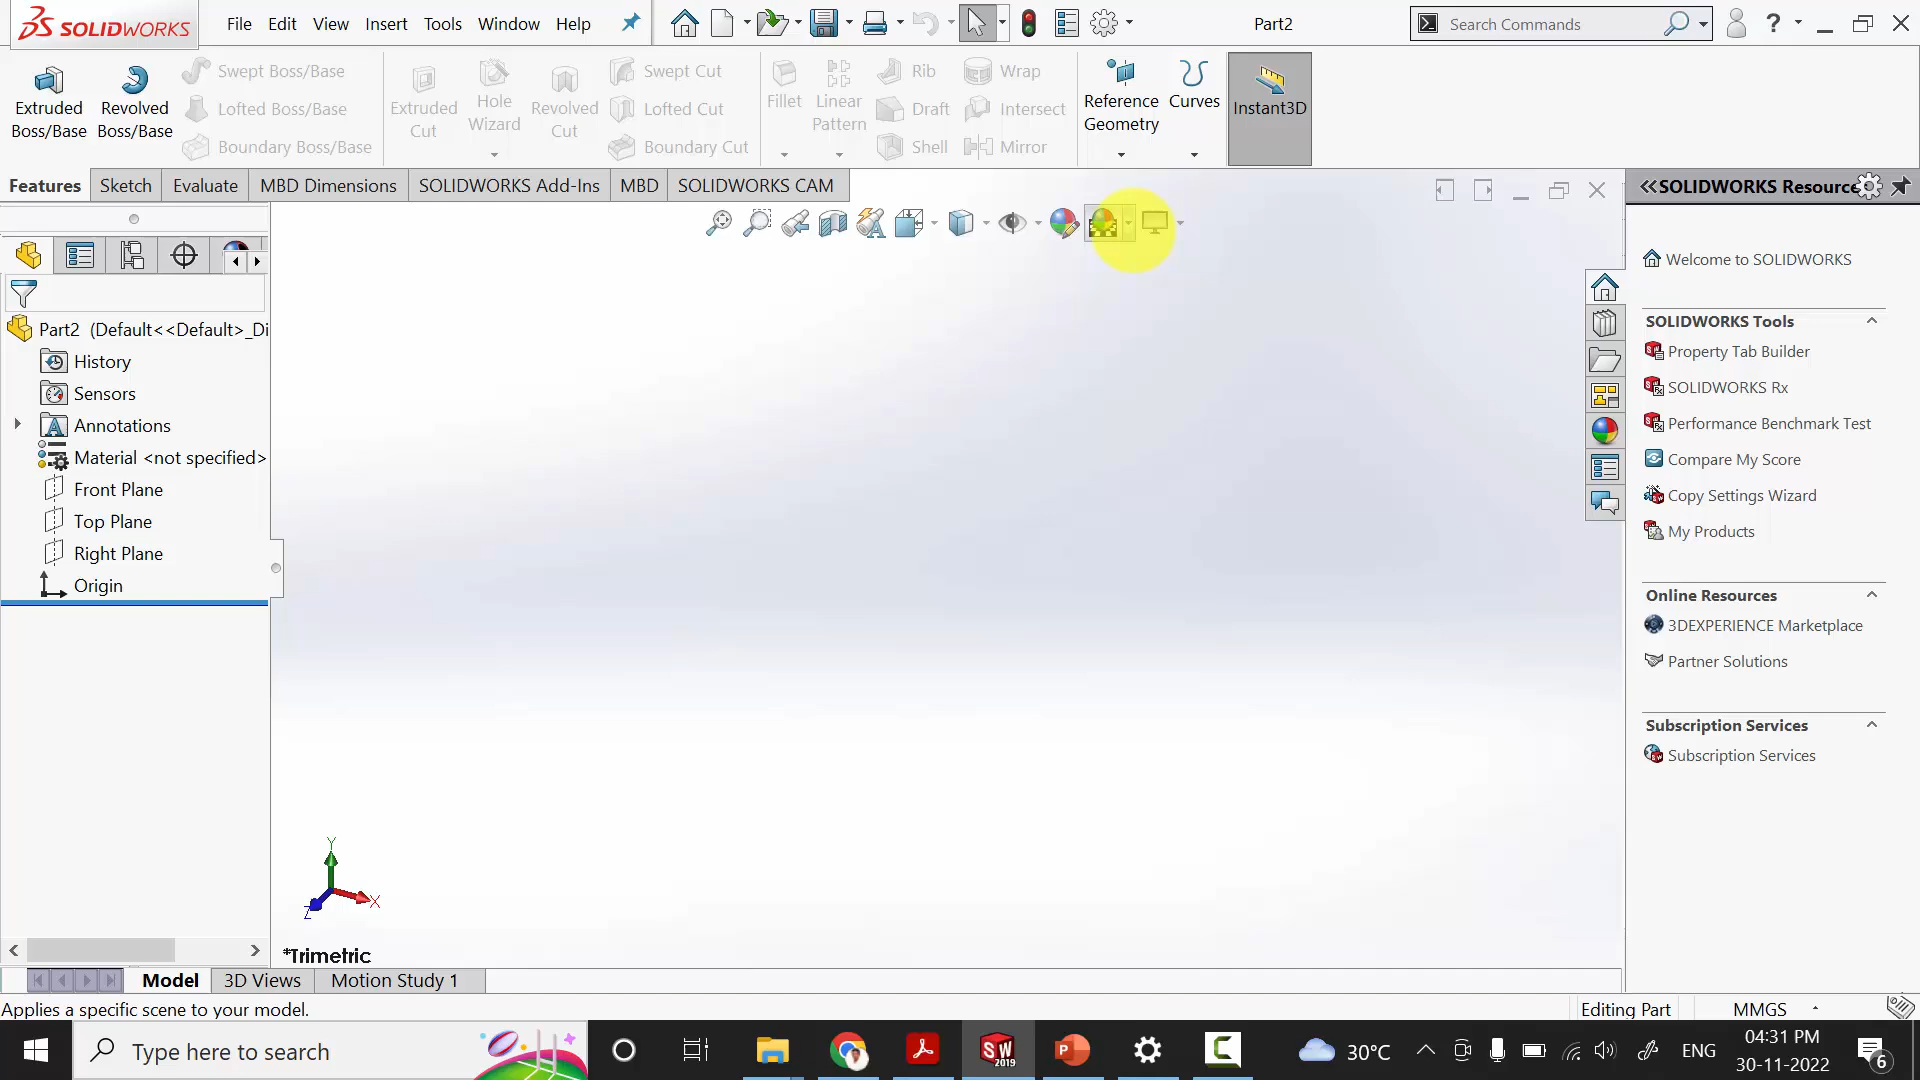 SOLIDWORKS
File Edit View Insert Tools Window Help
Part2
Search Commands
Extruded Boss/Base
Revolved Boss/Base
Swept Boss/Base
Lofted Boss/Base
Boundary Boss/Base
Extruded Cut
Hole Wizard
Revolved Cut
Swept Cut
Lofted Cut
Boundary Cut
Fillet
Linear Pattern
Rib
Draft
Shell
Wrap
Intersect
Mirror
Reference Geometry
Curves
Instant3D
Features Sketch Evaluate MBD Dimensions SOLIDWORKS Add-Ins MBD SOLIDWORKS CAM
SOLIDWORKS Resource
Part2 (Default<<Default>_Di
History
Sensors
Annotations
Material <not specified>
Front Plane
Top Plane
Right Plane
Origin
Welcome to SOLIDWORKS
SOLIDWORKS Tools
Property Tab Builder
SOLIDWORKS Rx
Performance Benchmark Test
Compare My Score
Copy Settings Wizard
My Products
Online Resources
3DEXPERIENCE Marketplace
Partner Solutions
Subscription Services
Subscription Services
Y
X
Z
*Trimetric
Model 3D Views Motion Study 1
Applies a specific scene to your model.
Editing Part
MMGS
Type here to search
SW
2019
P
30°C
ENG
04:31 PM
30-11-2022
6